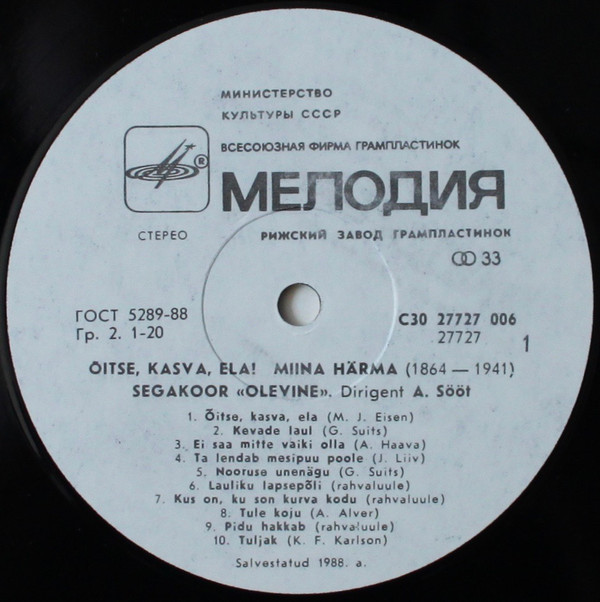 МИНИСТЕРСТВО
КУЛЬТУРЫ СССР
ВСЕСОЮЗНАЯ ФИРМА ГРАМПЛАСТИНОК
® МЕЛОДИЯ
СТЕРЕО РИЖСКИЙ ЗАВОД ГРАМПЛАСТИНОК
33
ГОСТ 5289-88 С30 27727 006
Гр. 2. 1-20 27727 1
ÕITSE, KASVA, ELA! MIINA HÄRMA (1864 — 1941)
SEGAKOOR «OLEVINE». Dirigent A. Sööt
1. Õitse, kasva, ela (M. J. Eisen)
2. Kevade laul (G. Suits)
3. Ei saa mitte vaiki olla (A. Haava)
4. Ta lendab mesipuu poole (J. Liiv)
5. Nooruse unenägu (G. Suits)
6. Lauliku lapsepõli (rahvaluule)
7. Kus on, ku son kurva kodu (rahvaluule)
8. Tule koju (A. Alver)
9. Pidu hakkab (rahvaluule)
10. Tuljak (K. F. Karlson)
Salvestatud 1988. a.